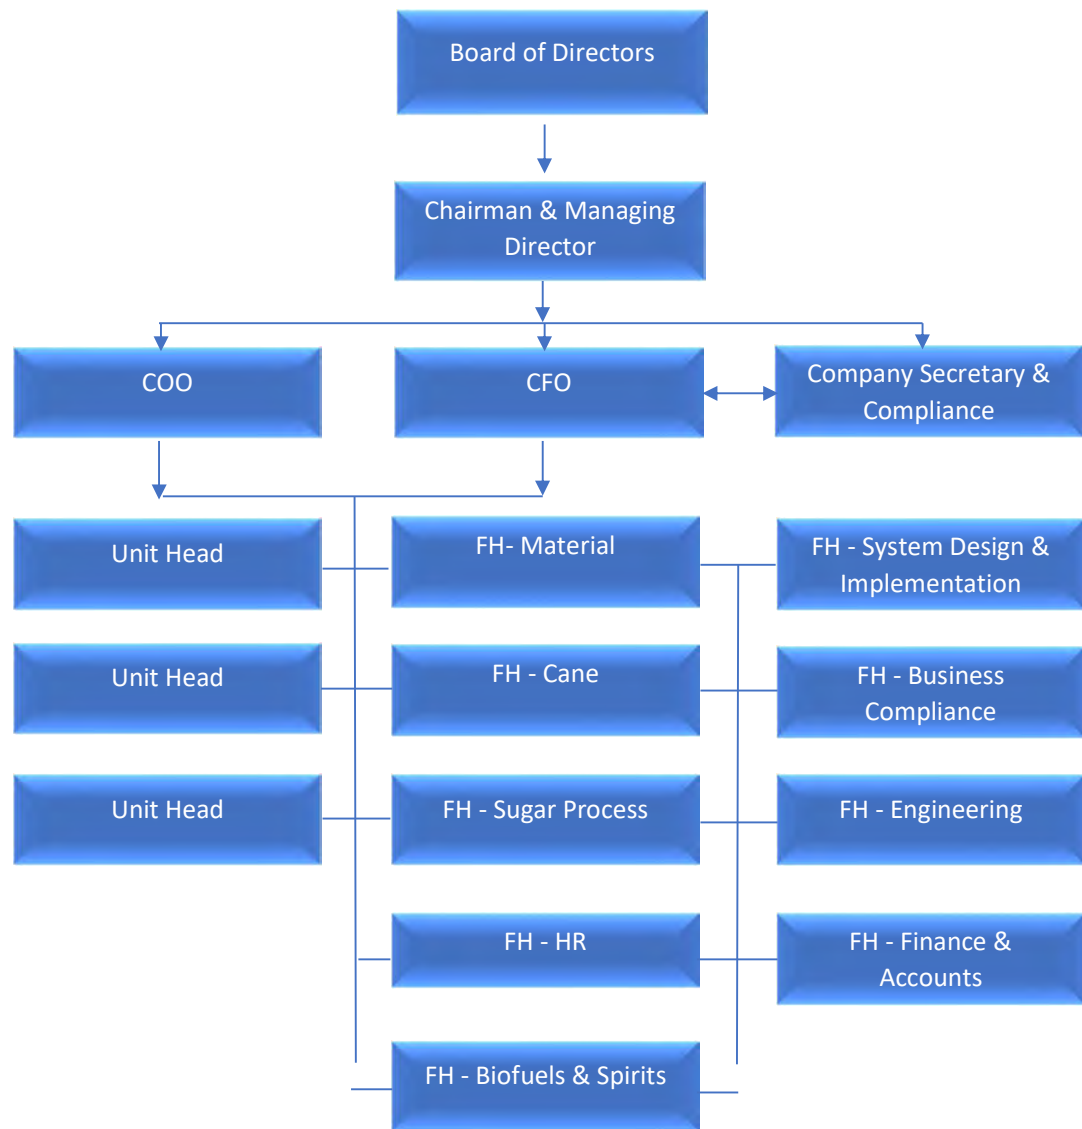 Board of Directors
Chairman & Managing
Director
COO
CFO
Company Secretary &
Compliance
Unit Head
FH- Material
FH - System Design &
Implementation
Unit Head
FH - Cane
FH - Business
Compliance
Unit Head
FH - Sugar Process
FH - Engineering
FH - HR
FH - Finance &
Accounts
FH - Biofuels & Spirits